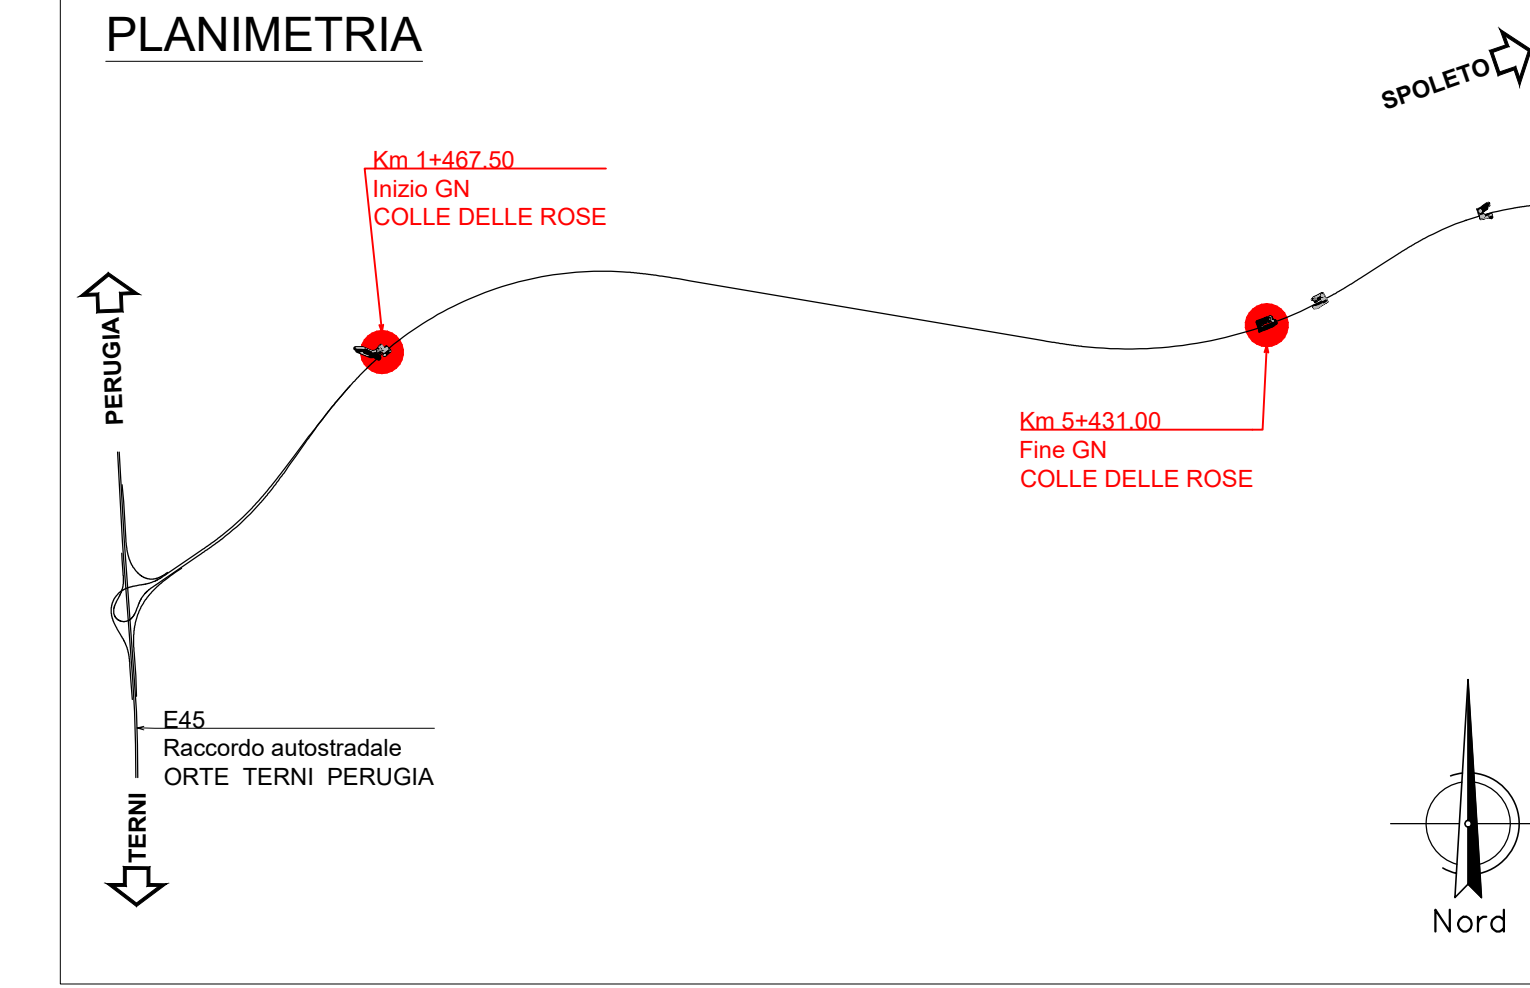 PLANIMETRIA
SPOLETO
Km 1+467.50
Inizio GN
COLLE DELLE ROSE
PERUGIA
Km 5+431.00
Fine GN
COLLE DELLE ROSE
E45
Raccordo autostradale
ORTE TERNI PERUGIA
TERNI
Nord